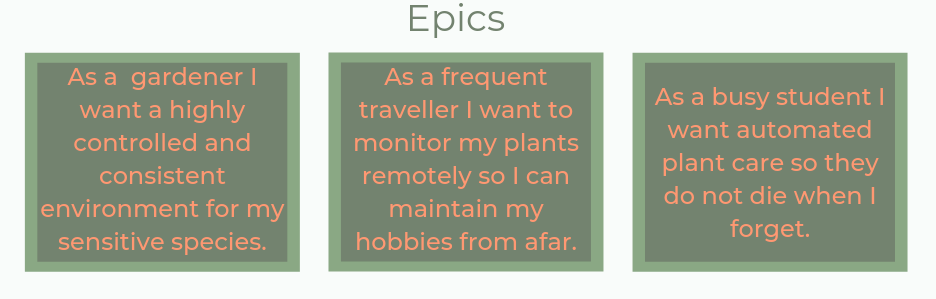 Epics
As a  gardener I
want a highly
controlled and
consistent
environment for my
sensitive species.
As a frequent
traveller I want to
monitor my plants
remotely so I can
maintain my
hobbies from afar.
As a busy student I
want automated
plant care so they
do not die when I
forget.